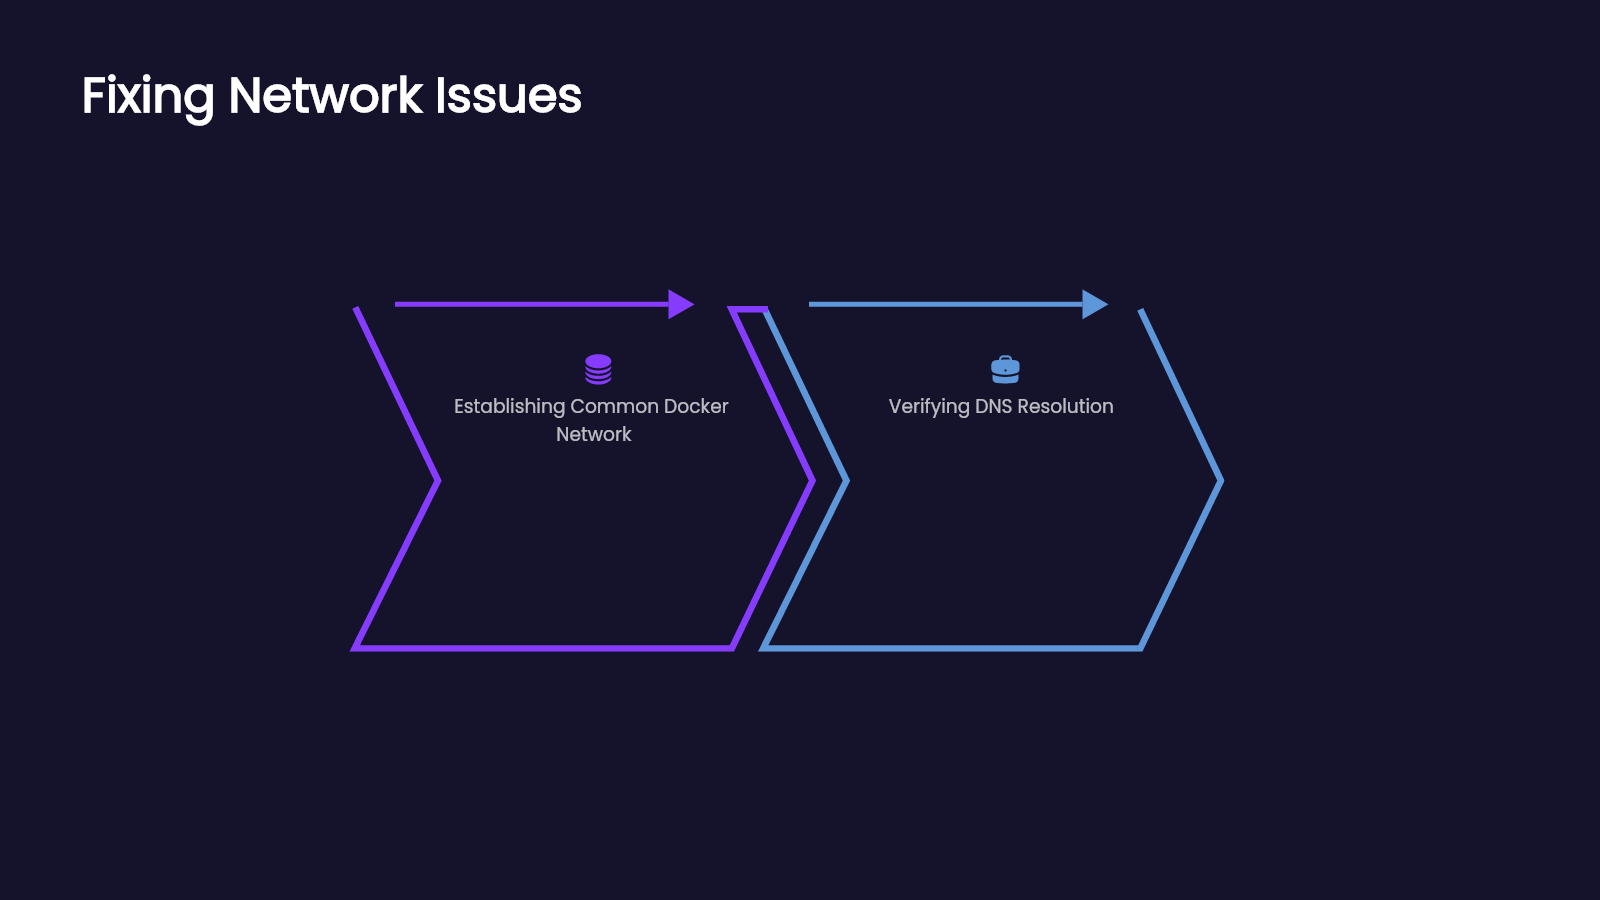 Fixing Network Issues
Establishing Common Docker
Network
Verifying DNS Resolution